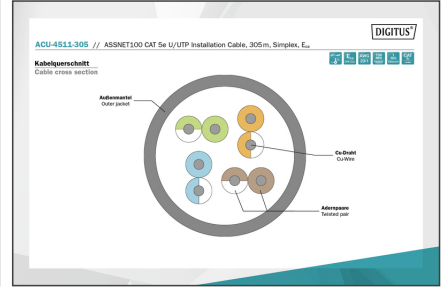 DIGITUS®
ACU-4511-305 // ASSNET100 CAT 5e U/UTP Installation Cable, 305 m, Simplex, Eca
Kabelquerschnitt
Cable cross section
Außenmantel
Outer jacket
Cu-Draht
Cu-Wire
Aderpaare
Twisted pair